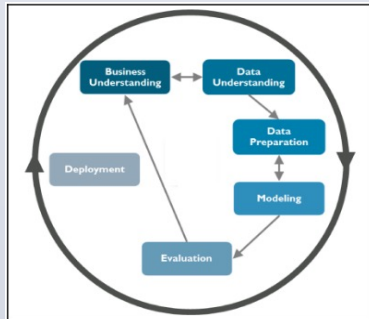 Business
Understanding
Data
Understanding
Data
Preparation
Modeling
Evaluation
Deployment